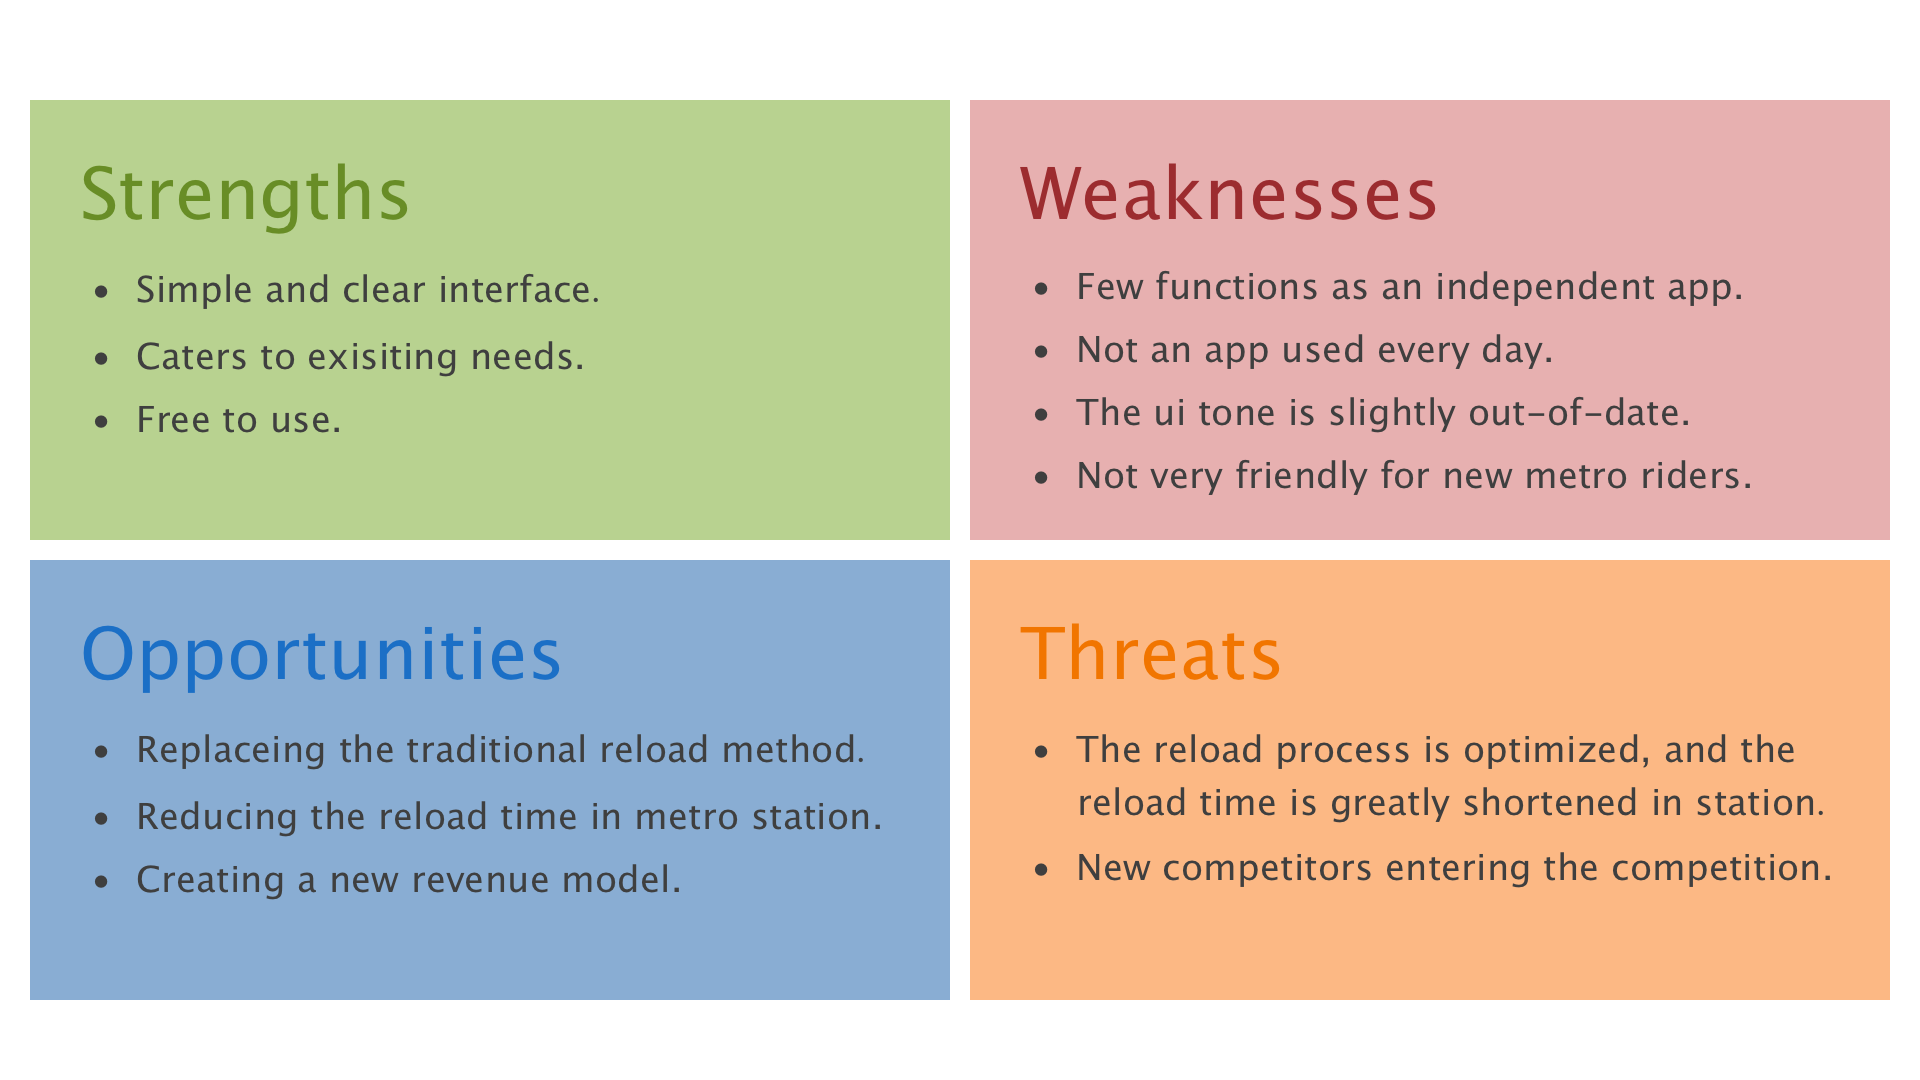 Strengths
• Simple and clear interface.
• Caters to exisiting needs.
• Free to use.
Weaknesses
• Few functions as an independent app.
• Not an app used every day.
• The ui tone is slightly out-of-date.
• Not very friendly for new metro riders.
Opportunities
• Replaceing the traditional reload method.
• Reducing the reload time in metro station.
• Creating a new revenue model.
Threats
• The reload process is optimized, and the
reload time is greatly shortened in station.
• New competitors entering the competition.